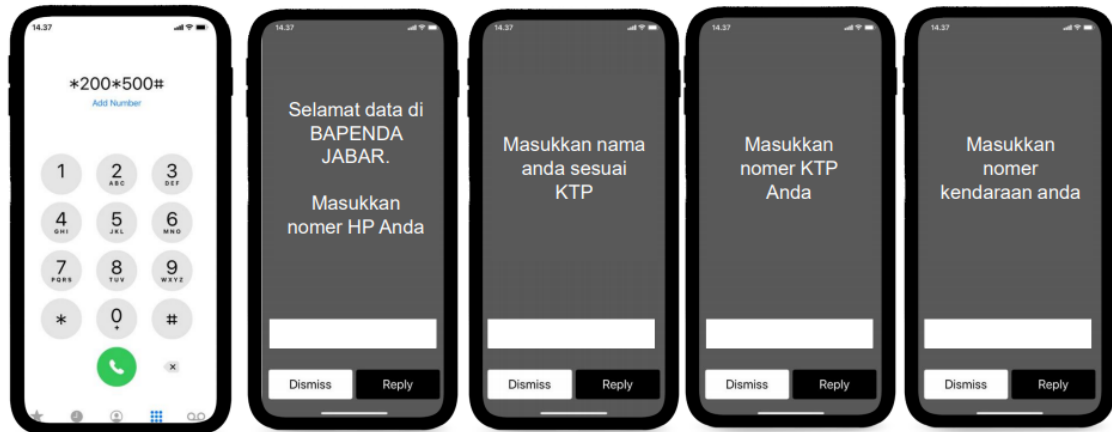 14.37
*200*500#
Add Number
1
2
ABC
3
DEF
4
GHI
5
JKL
6
MNO
7
PQRS
8
TUV
9
WXYZ
*
0
+
#
14.37
Selamat data di
BAPENDA
JABAR.
Masukkan
nomer HP Anda
Dismiss
Reply
14.37
Masukkan nama
anda sesuai
KTP
Dismiss
Reply
14.37
Masukkan
nomer KTP
Anda
Dismiss
Reply
14.37
Masukkan
nomer
kendaraan anda
Dismiss
Reply